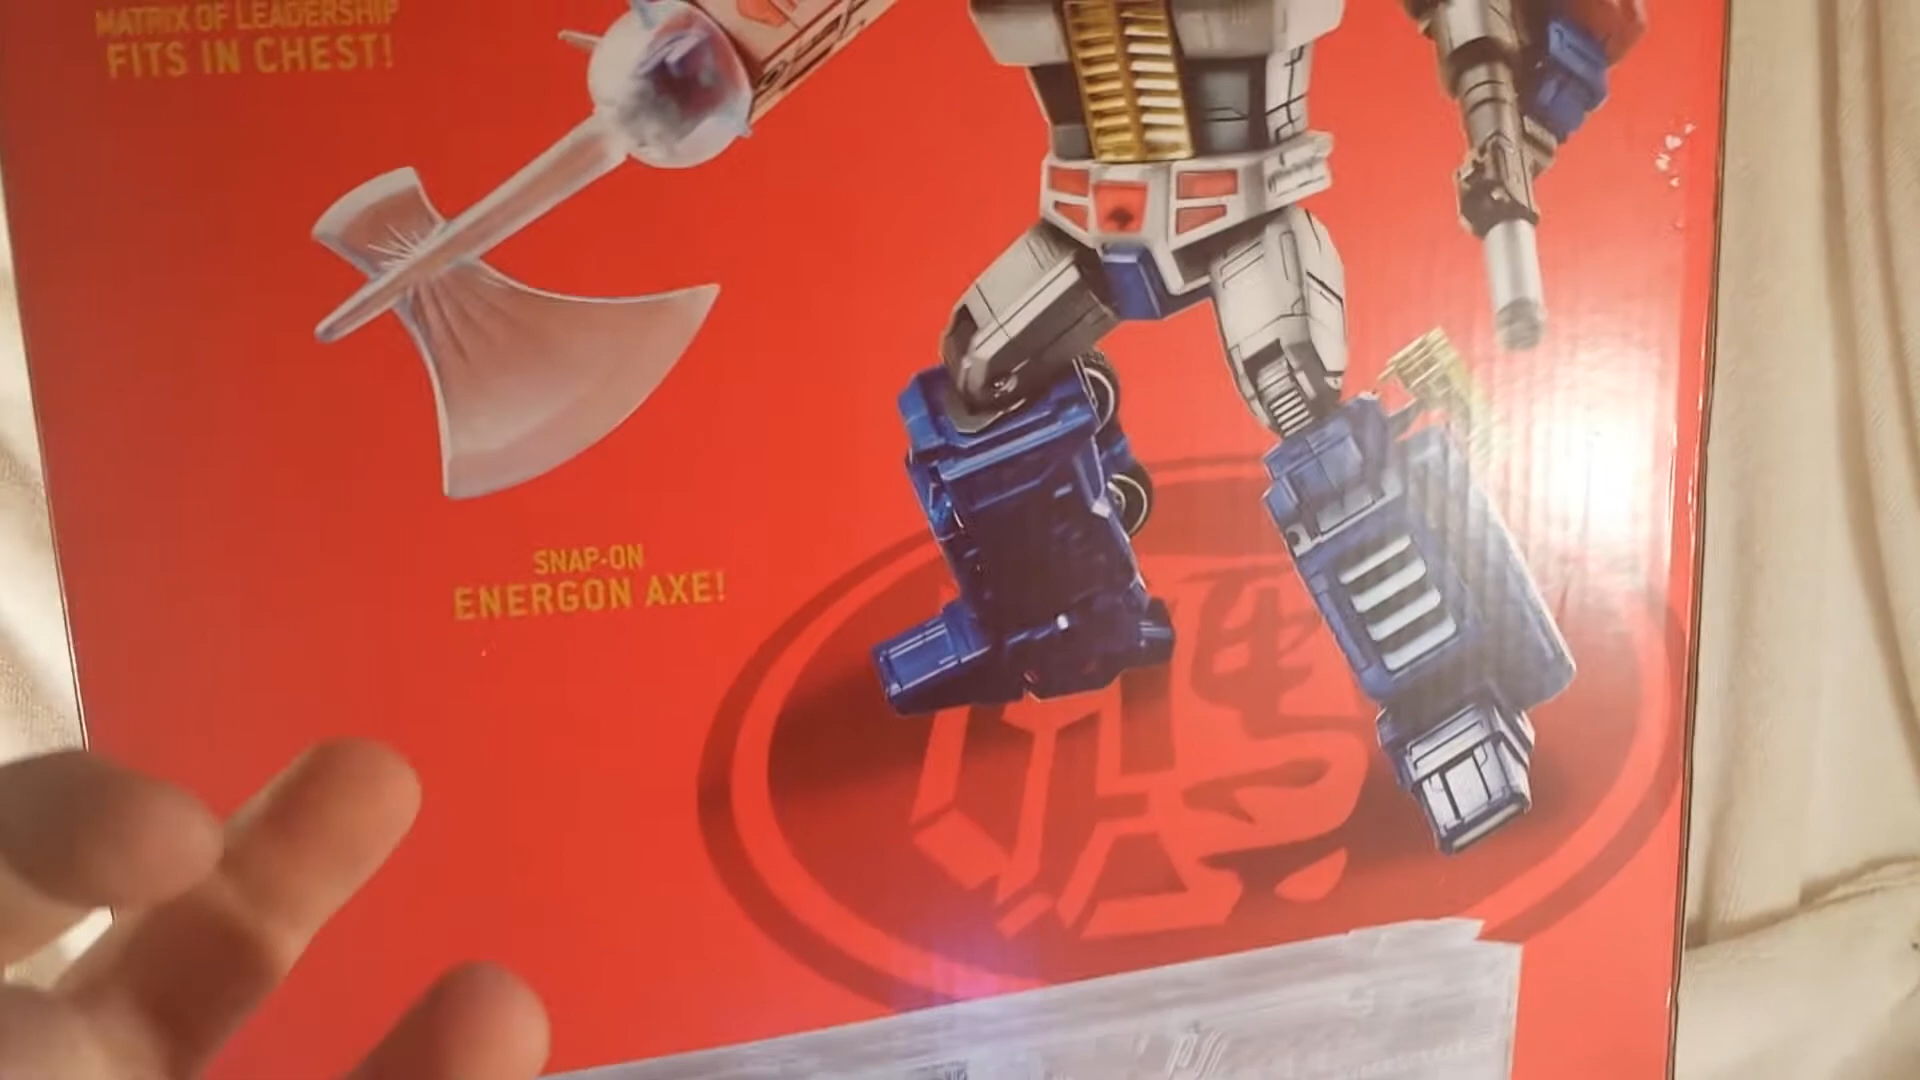 MATRIX OF LEADERSHIP
FITS IN CHEST!
SNAP-ON
ENERGON AXE!